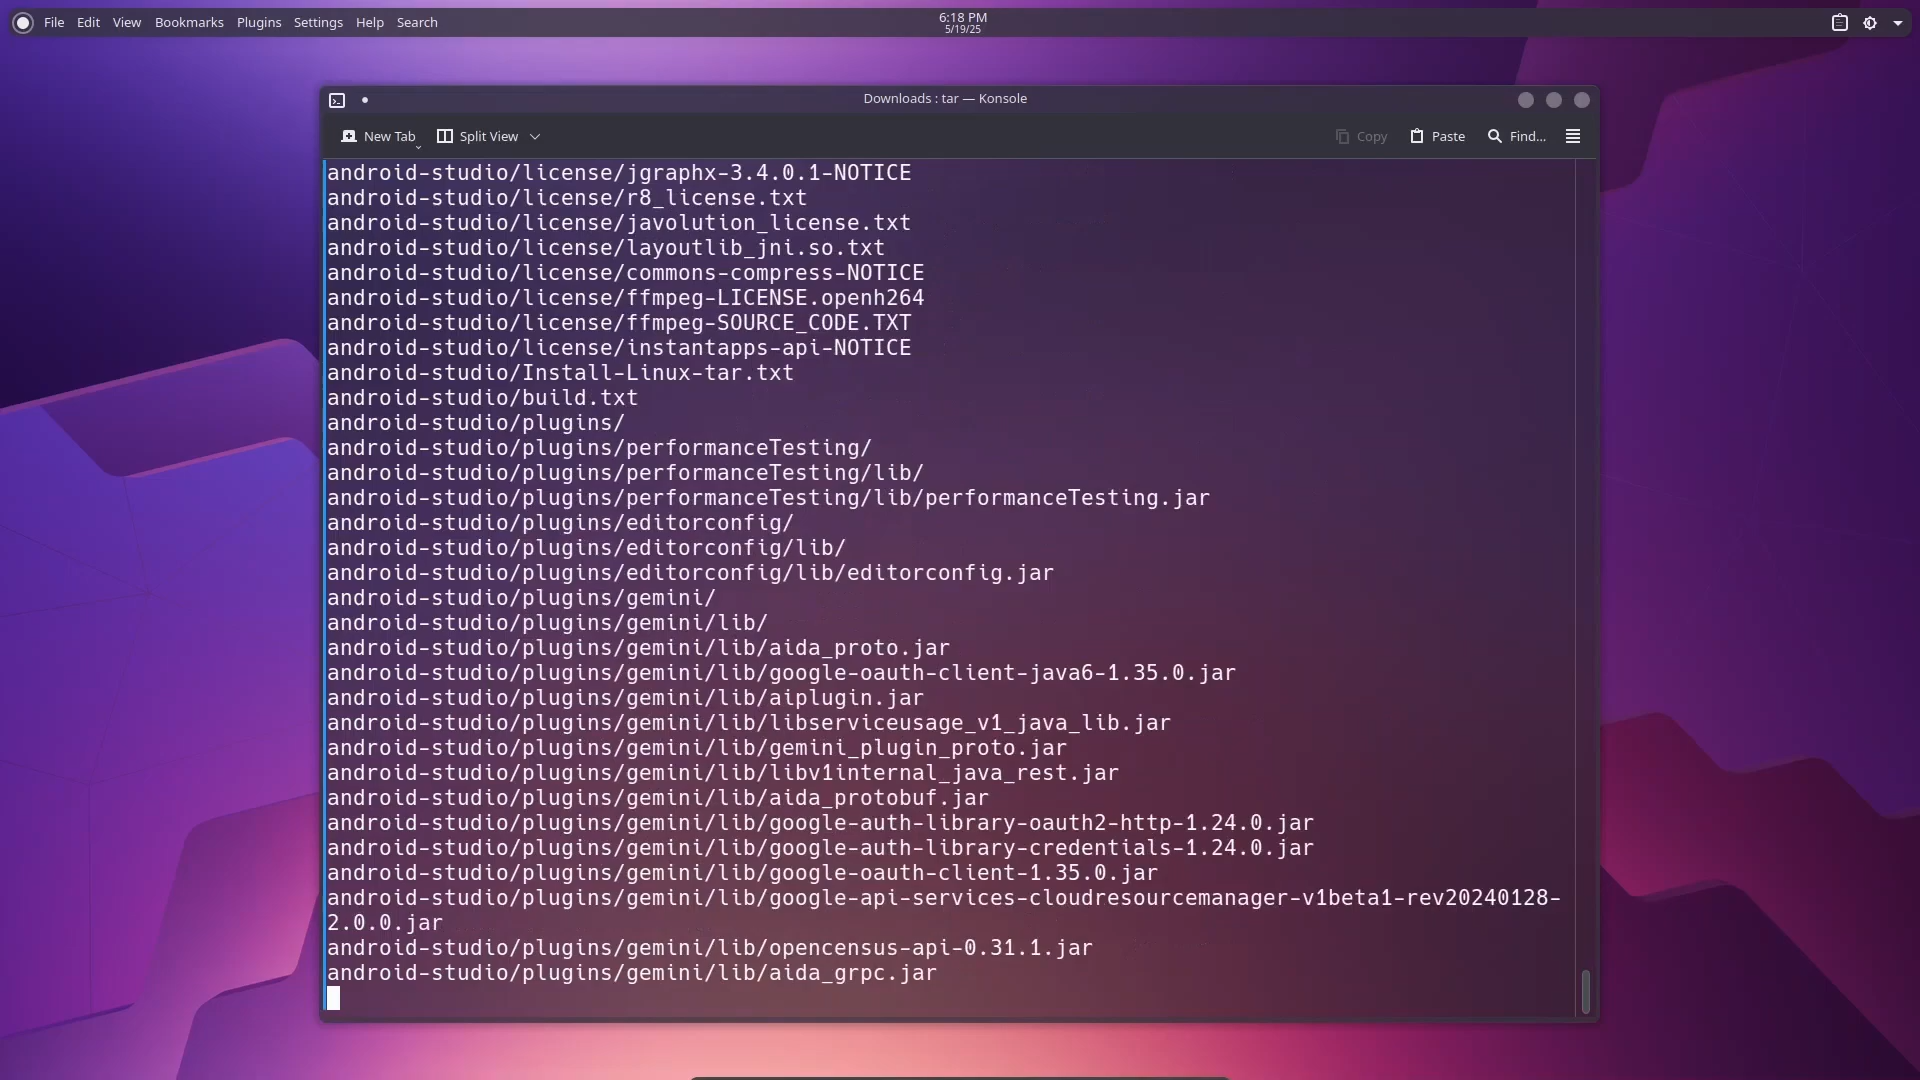 File Edit View Bookmarks Plugins Settings Help Search
6:18 PM
5/19/25
Downloads : tar — Konsole
New Tab Split View Copy Paste Find...
android-studio/license/jgraphx-3.4.0.1-NOTICE
android-studio/license/r8_license.txt
android-studio/license/javolution_license.txt
android-studio/license/layoutlib_jni.so.txt
android-studio/license/commons-compress-NOTICE
android-studio/license/ffmpeg-LICENSE.openh264
android-studio/license/ffmpeg-SOURCE_CODE.TXT
android-studio/license/instantapps-api-NOTICE
android-studio/Install-Linux-tar.txt
android-studio/build.txt
android-studio/plugins/
android-studio/plugins/performanceTesting/
android-studio/plugins/performanceTesting/lib/
android-studio/plugins/performanceTesting/lib/performanceTesting.jar
android-studio/plugins/editorconfig/
android-studio/plugins/editorconfig/lib/
android-studio/plugins/editorconfig/lib/editorconfig.jar
android-studio/plugins/gemini/
android-studio/plugins/gemini/lib/
android-studio/plugins/gemini/lib/aida_proto.jar
android-studio/plugins/gemini/lib/google-oauth-client-java6-1.35.0.jar
android-studio/plugins/gemini/lib/aiplugin.jar
android-studio/plugins/gemini/lib/libserviceusage_v1_java_lib.jar
android-studio/plugins/gemini/lib/gemini_plugin_proto.jar
android-studio/plugins/gemini/lib/libv1internal_java_rest.jar
android-studio/plugins/gemini/lib/aida_protobuf.jar
android-studio/plugins/gemini/lib/google-auth-library-oauth2-http-1.24.0.jar
android-studio/plugins/gemini/lib/google-auth-library-credentials-1.24.0.jar
android-studio/plugins/gemini/lib/google-oauth-client-1.35.0.jar
android-studio/plugins/gemini/lib/google-api-services-cloudresourcemanager-v1beta1-rev20240128-
2.0.0.jar
android-studio/plugins/gemini/lib/opencensus-api-0.31.1.jar
android-studio/plugins/gemini/lib/aida_grpc.jar